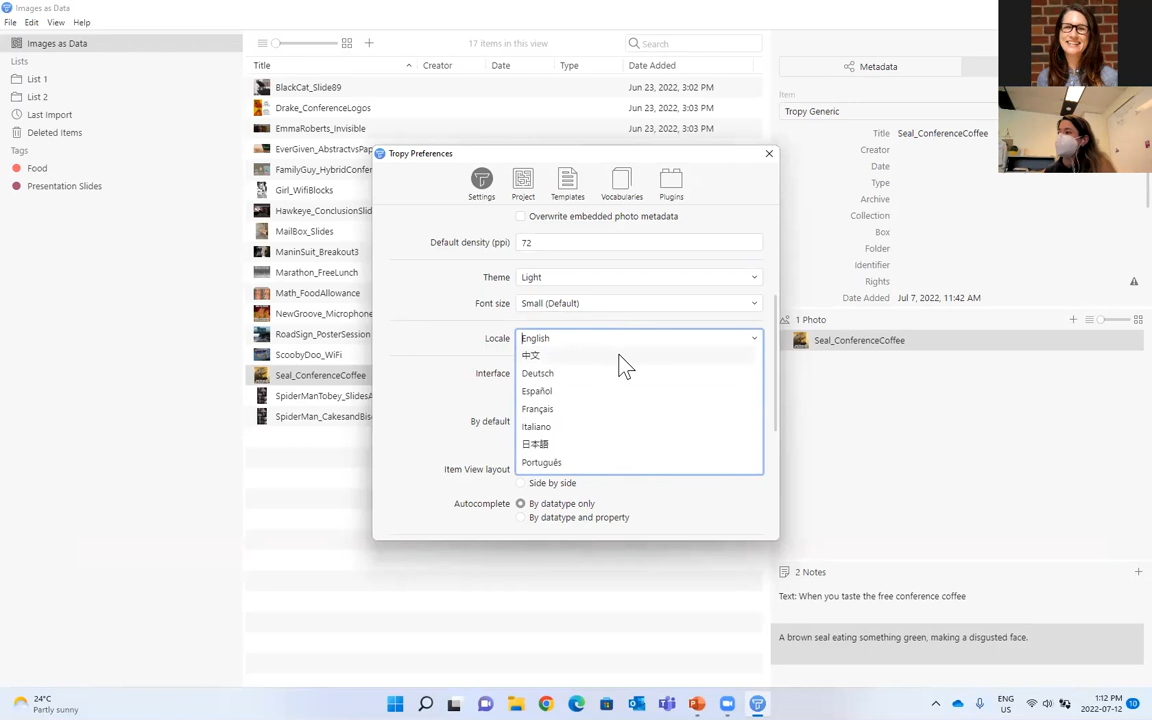 Images as Data
File Edit View Help
Images as Data
Lists
List 1
List 2
Last Import
Deleted Items
Tags
Food
Presentation Slides
17 items in this view
Search
Title Creator Date Type Date Added
BlackCat_Slide89 Jun 23, 2022, 3:02 PM
Drake_ConferenceLogos Jun 23, 2022, 3:03 PM
EmmaRoberts_Invisible Jun 23, 2022, 3:02 PM
EverGiven_AbstractvsPap
FamilyGuy_HybridConfer
Girl_WifiBlocks
Hawkeye_ConclusionSlid
MailBox_Slides
ManinSuit_Breakout3
Marathon_FreeLunch
Math_FoodAllowance
NewGroove_Microphone
RoadSign_PosterSession
ScoobyDoo_WiFi
Seal_ConferenceCoffee
SpiderManTobey_SlidesA
SpiderMan_CakesandBis
Tropy Preferences
Settings Project Templates Vocabularies Plugins
Overwrite embedded photo metadata
Default density (ppi) 72
Theme Light
Font size Small (Default)
Locale English
中文
Deutsch
Español
Français
Italiano
日本語
Português
Interface
By default
Item View layout
Side by side
Autocomplete By datatype only
By datatype and property
Metadata
Item
Tropy Generic
Title Seal_ConferenceCoffee
Creator
Date
Type
Archive
Collection
Box
Folder
Identifier
Rights
Date Added Jul 7, 2022, 11:42 AM
1 Photo
Seal_ConferenceCoffee
2 Notes
Text: When you taste the free conference coffee
A brown seal eating something green, making a disgusted face.
24°C
Partly sunny
ENG
US
1:12 PM
2022-07-12
10